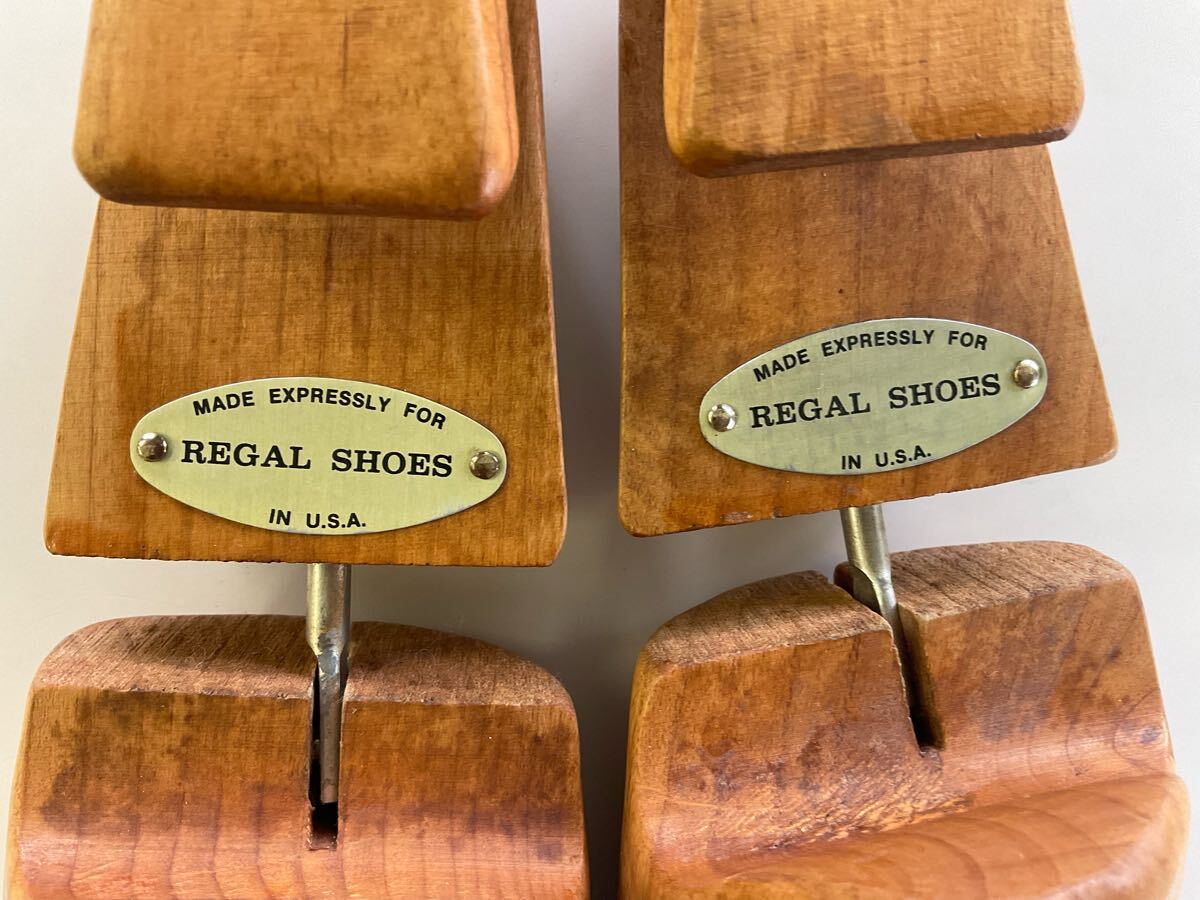 MADE EXPRESSLY FOR
REGAL SHOES
IN U.S.A.
MADE EXPRESSLY FOR
REGAL SHOES
IN U.S.A.